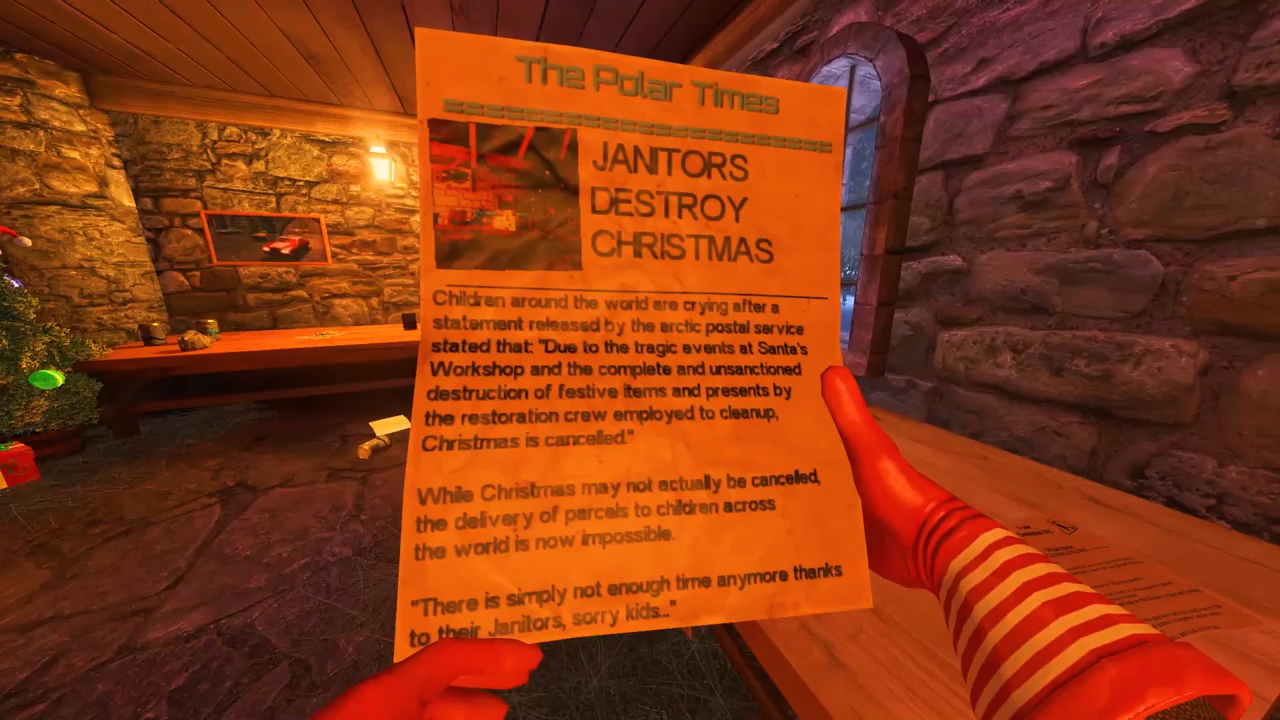 The Polar Times
JANITORS
DESTROY
CHRISTMAS
Children around the world are crying after a
statement released by the arctic postal service
stated that: "Due to the tragic events at Santa's
Workshop and the complete and unsanctioned
destruction of festive items and presents by
the restoration crew employed to cleanup,
Christmas is cancelled."
While Christmas may not actually be cancelled,
the delivery of parcels to children across
the world is now impossible.
"There is simply not enough time anymore thanks
to their Janitors, sorry kids..."